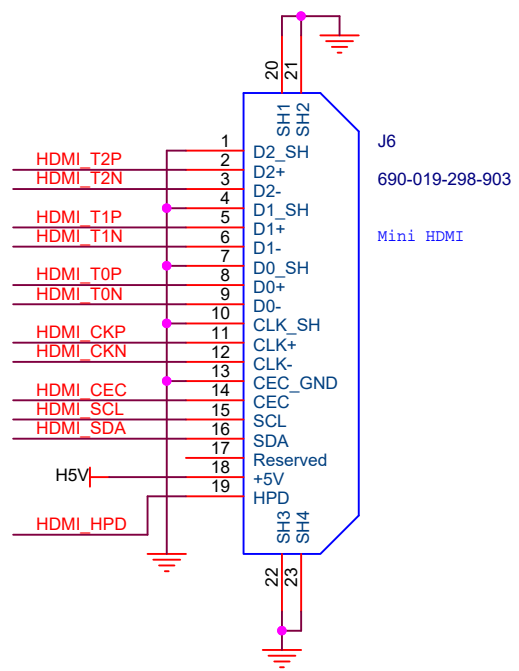 20
21
SH1
SH2
J6
690-019-298-903
Mini HDMI
1 D2_SH
HDMI_T2P 2 D2+
HDMI_T2N 3 D2-
4 D1_SH
HDMI_T1P 5 D1+
HDMI_T1N 6 D1-
7 D0_SH
HDMI_T0P 8 D0+
HDMI_T0N 9 D0-
10 CLK_SH
HDMI_CKP 11 CLK+
HDMI_CKN 12 CLK-
13 CEC_GND
HDMI_CEC 14 CEC
HDMI_SCL 15 SCL
HDMI_SDA 16 SDA
17 Reserved
H5V 18 +5V
19 HPD
HDMI_HPD
SH3
SH4
22
23